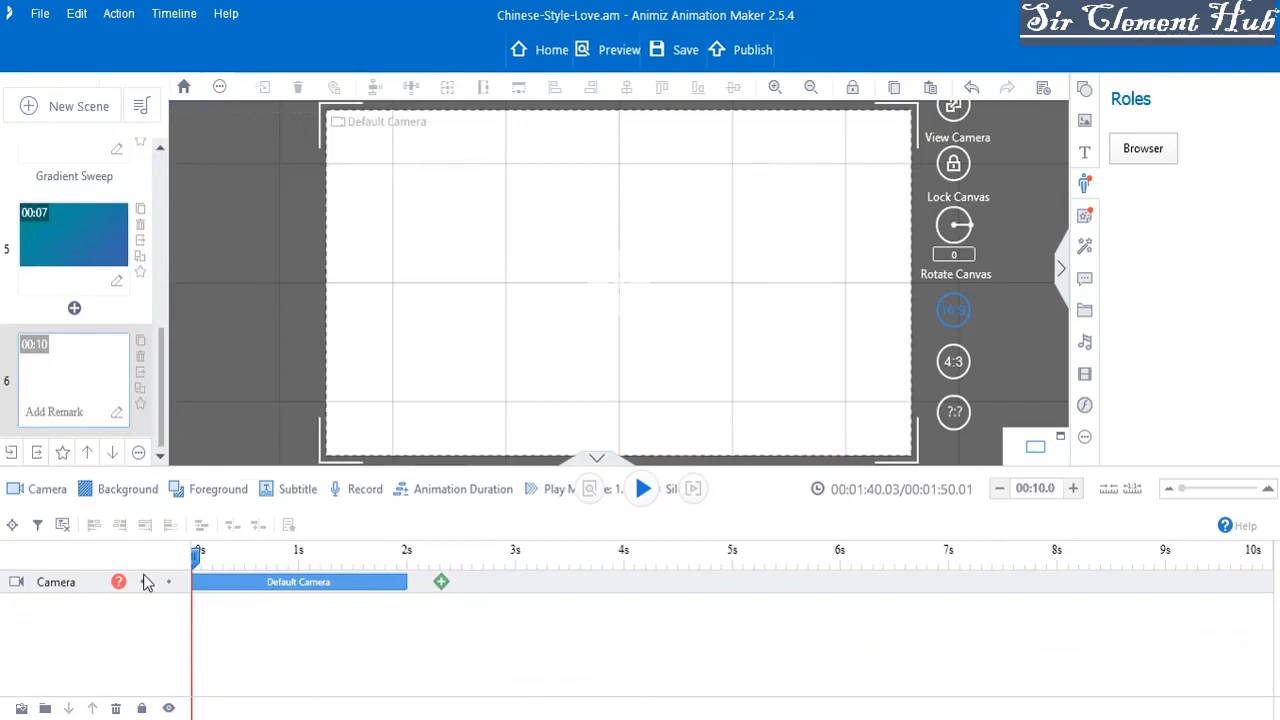 File Edit Action Timeline Help
Chinese-Style-Love.am - Animiz Animation Maker 2.5.4
Sir Clement Hub
Home Preview Save Publish
New Scene
Gradient Sweep
5
00:07
6
00:10
Add Remark
Default Camera
View Camera
Lock Canvas
0
Rotate Canvas
16:9
4:3
?:?
Roles
Browser
Camera Background Foreground Subtitle Record Animation Duration Play 00:01:40.03/00:01:50.01 00:10.0
Help
0s 1s 2s 3s 4s 5s 6s 7s 8s 9s 10s
Camera ? Default Camera